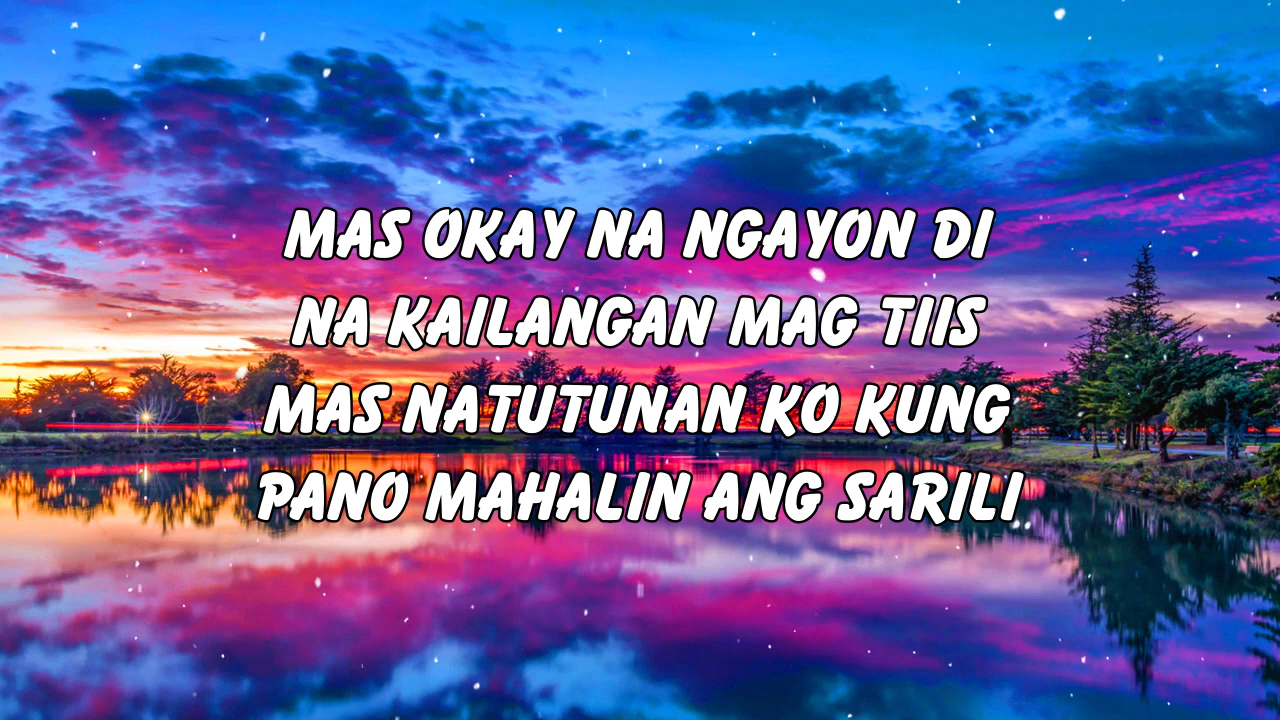 MAS OKAY NA NGAYON DI
NA KAILANGAN MAG TIIS
MAS NATUTUNAN KO KUNG
PANO MAHALIN ANG SARILI